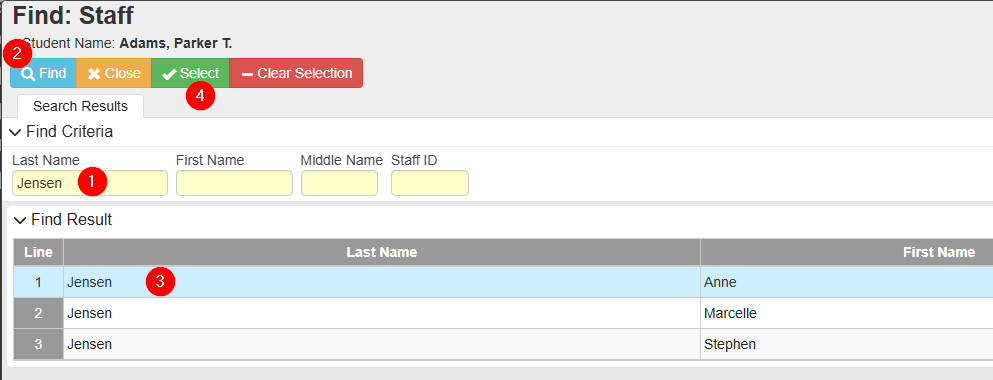 Find: Staff
Student Name: Adams, Parker T.
2
Find Close Select Clear Selection
4
Search Results
Find Criteria
Last Name First Name Middle Name Staff ID
Jensen 1
Find Result
Line Last Name First Name
1 Jensen 3 Anne
2 Jensen Marcelle
3 Jensen Stephen